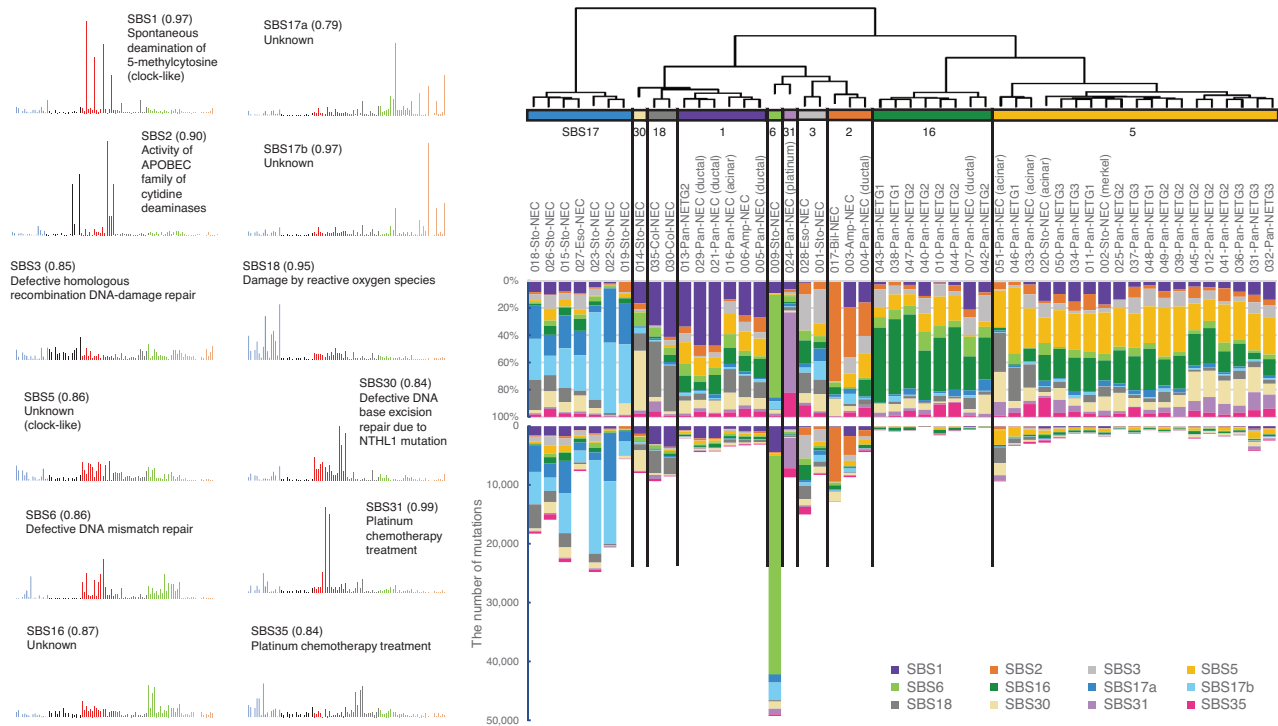 SBS1 (0.97)
Spontaneous
deamination of
5-methylcytosine
(clock-like)
SBS17a (0.79)
Unknown
SBS2 (0.90)
Activity of
APOBEC
family of
cytidine
deaminases
SBS17b (0.97)
Unknown
SBS3 (0.85)
Defective homologous
recombination DNA-damage repair
SBS18 (0.95)
Damage by reactive oxygen species
SBS5 (0.86)
Unknown
(clock-like)
SBS30 (0.84)
Defective DNA
base excision
repair due to
NTHL1 mutation
SBS6 (0.86)
Defective DNA mismatch repair
SBS31 (0.99)
Platinum
chemotherapy
treatment
SBS16 (0.87)
Unknown
SBS35 (0.84)
Platinum chemotherapy treatment
SBS17 30 18 1 6 31 3 2 16 5
018-Sto-NEC
026-Sto-NEC
015-Sto-NEC
027-Eso-NEC
023-Sto-NEC
022-Sto-NEC
019-Sto-NEC
014-Sto-NEC
035-Col-NEC
030-Col-NEC
013-Pan-NETG2
029-Pan-NEC (ductal)
021-Pan-NEC (ductal)
016-Pan-NEC (acinar)
006-Amp-NEC
005-Pan-NEC (ductal)
009-Sto-NEC
024-Pan-NEC (platinum)
028-Eso-NEC
001-Sto-NEC
017-Bil-NEC
003-Amp-NEC
004-Pan-NEC (ductal)
043-Pan-NETG1
038-Pan-NETG1
047-Pan-NETG2
040-Pan-NETG2
010-Pan-NETG2
044-Pan-NETG2
007-Pan-NEC (ductal)
042-Pan-NETG2
051-Pan-NEC (acinar)
046-Pan-NETG1
033-Pan-NEC (acinar)
020-Sto-NEC (acinar)
050-Pan-NETG3
034-Pan-NETG3
011-Pan-NETG1
002-Sto-NEC (merkel)
025-Pan-NETG2
037-Pan-NETG3
048-Pan-NETG1
049-Pan-NETG2
039-Pan-NETG2
045-Pan-NETG2
012-Pan-NETG2
041-Pan-NETG2
036-Pan-NETG3
031-Pan-NETG3
032-Pan-NETG3
0%
20%
40%
60%
80%
100%
0
10,000
20,000
30,000
40,000
50,000
The number of mutations
SBS1 SBS2 SBS3 SBS5
SBS6 SBS16 SBS17a SBS17b
SBS18 SBS30 SBS31 SBS35